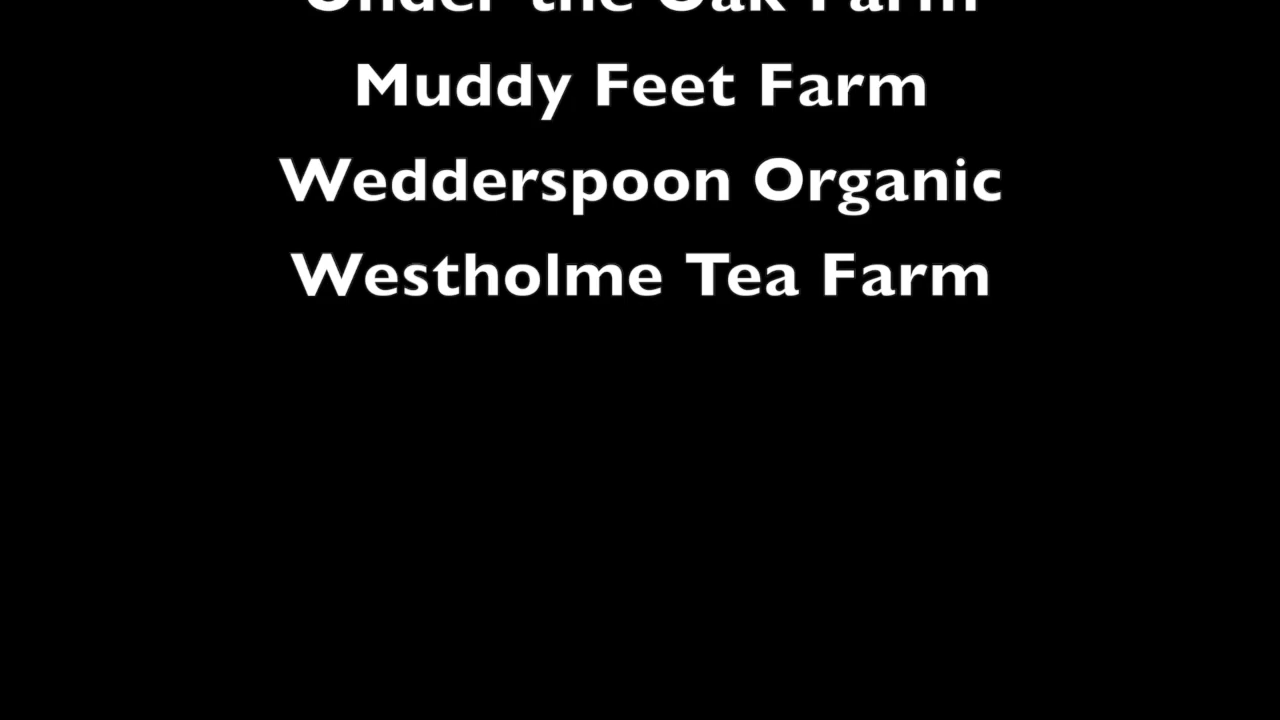 Under the Oak Farm
Muddy Feet Farm
Wedderspoon Organic
Westholme Tea Farm